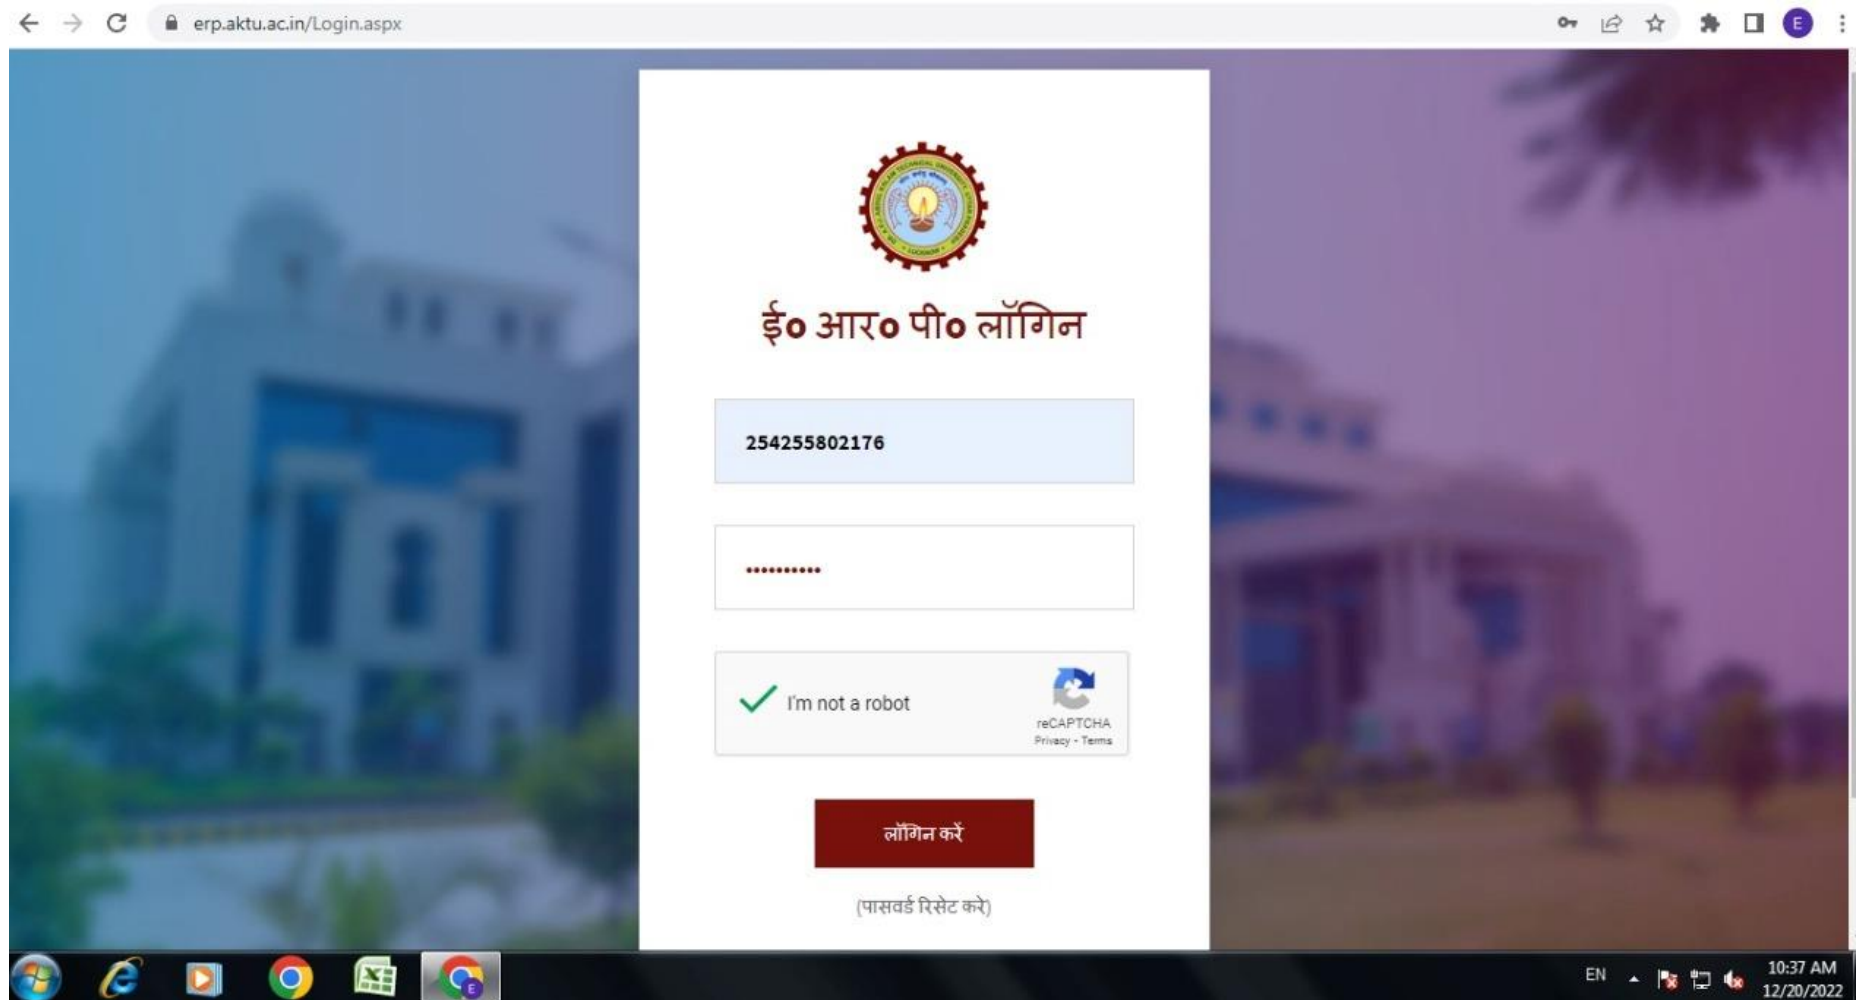 erp.aktu.ac.in/Login.aspx
E
ई० आर० पी० लॉगिन
254255802176
••••••••••
I'm not a robot
reCAPTCHA
Privacy - Terms
लॉगिन करें
(पासवर्ड रिसेट करे)
E
EN
10:37 AM
12/20/2022